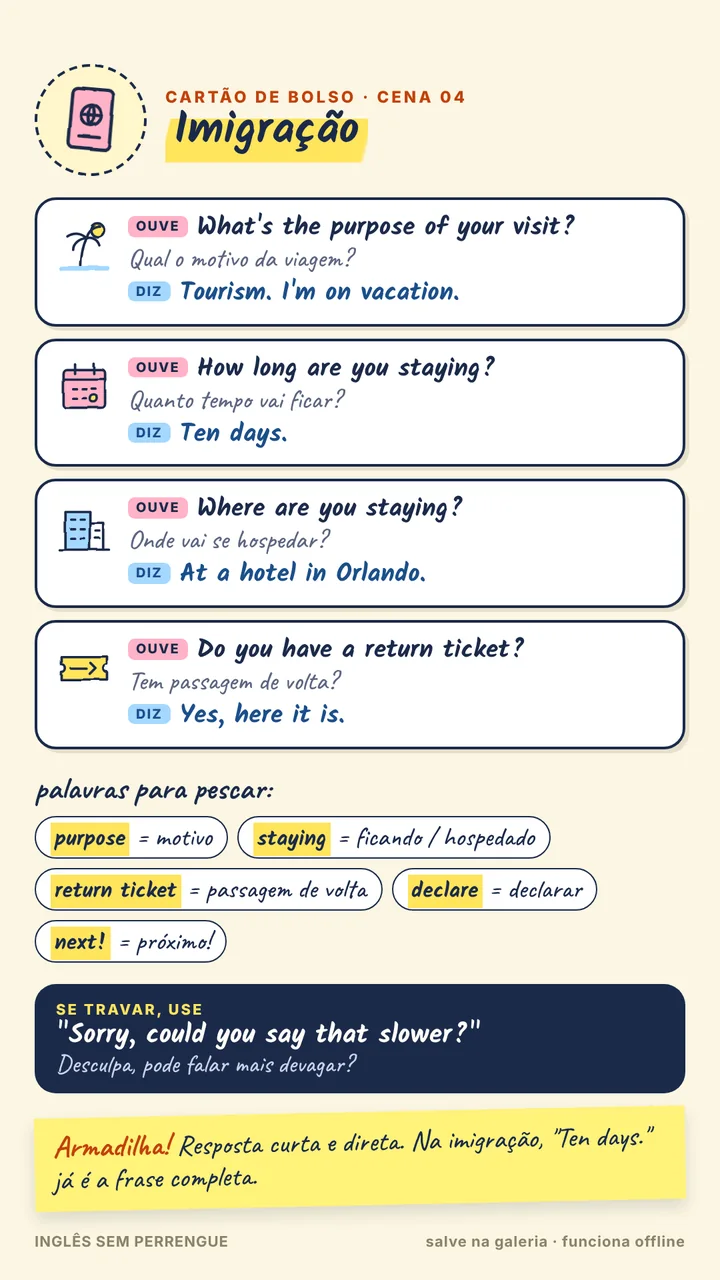 CARTÃO DE BOLSO · CENA 04
Imigração
OUVE What's the purpose of your visit?
Qual o motivo da viagem?
DIZ Tourism. I'm on vacation.
OUVE How long are you staying?
Quanto tempo vai ficar?
DIZ Ten days.
OUVE Where are you staying?
Onde vai se hospedar?
DIZ At a hotel in Orlando.
OUVE Do you have a return ticket?
Tem passagem de volta?
DIZ Yes, here it is.
palavras para pescar:
purpose = motivo staying = ficando / hospedado
return ticket = passagem de volta declare = declarar
next! = próximo!
SE TRAVAR, USE
"Sorry, could you say that slower?"
Desculpa, pode falar mais devagar?
Armadilha! Resposta curta e direta. Na imigração, "Ten days."
já é a frase completa.
INGLÊS SEM PERRENGUE salve na galeria · funciona offline